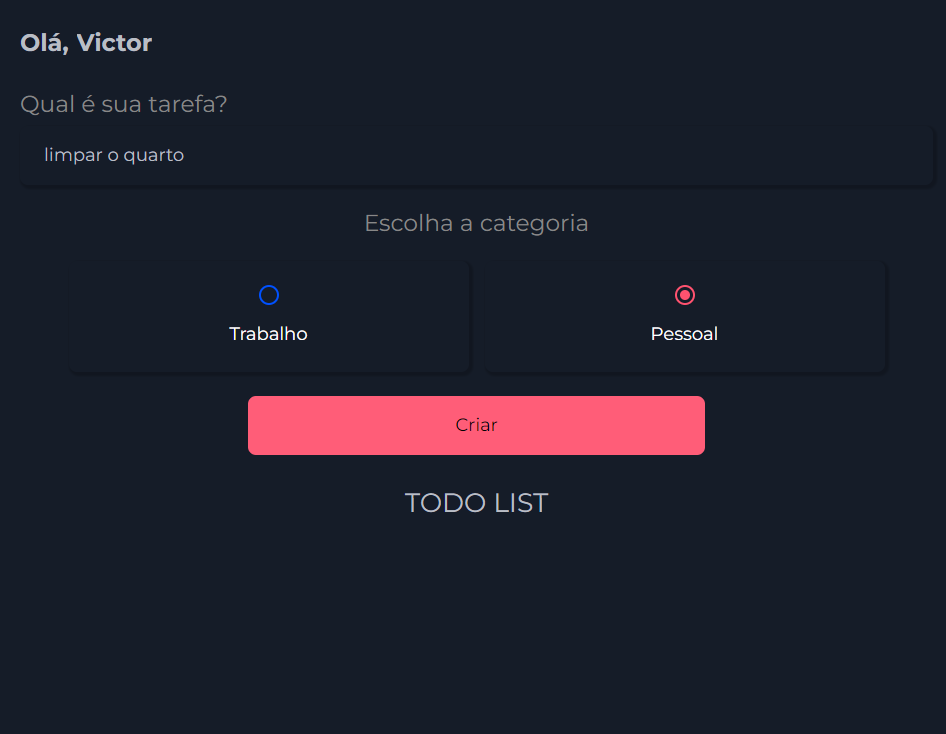 Olá, Victor
Qual é sua tarefa?
limpar o quarto
Escolha a categoria
Trabalho
Pessoal
Criar
TODO LIST